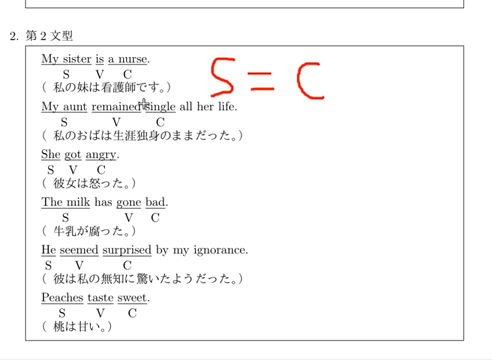 2. 第2文型
My sister is a nurse.
S V C
( 私の妹は看護師です。)
S = C
My aunt remained single all her life.
S V C
( 私のおばは生涯独身のままだった。)
She got angry.
S V C
( 彼女は怒った。)
The milk has gone bad.
S V C
( 牛乳が腐った。)
He seemed surprised by my ignorance.
S V C
( 彼は私の無知に驚いたようだった。)
Peaches taste sweet.
S V C
( 桃は甘い。)